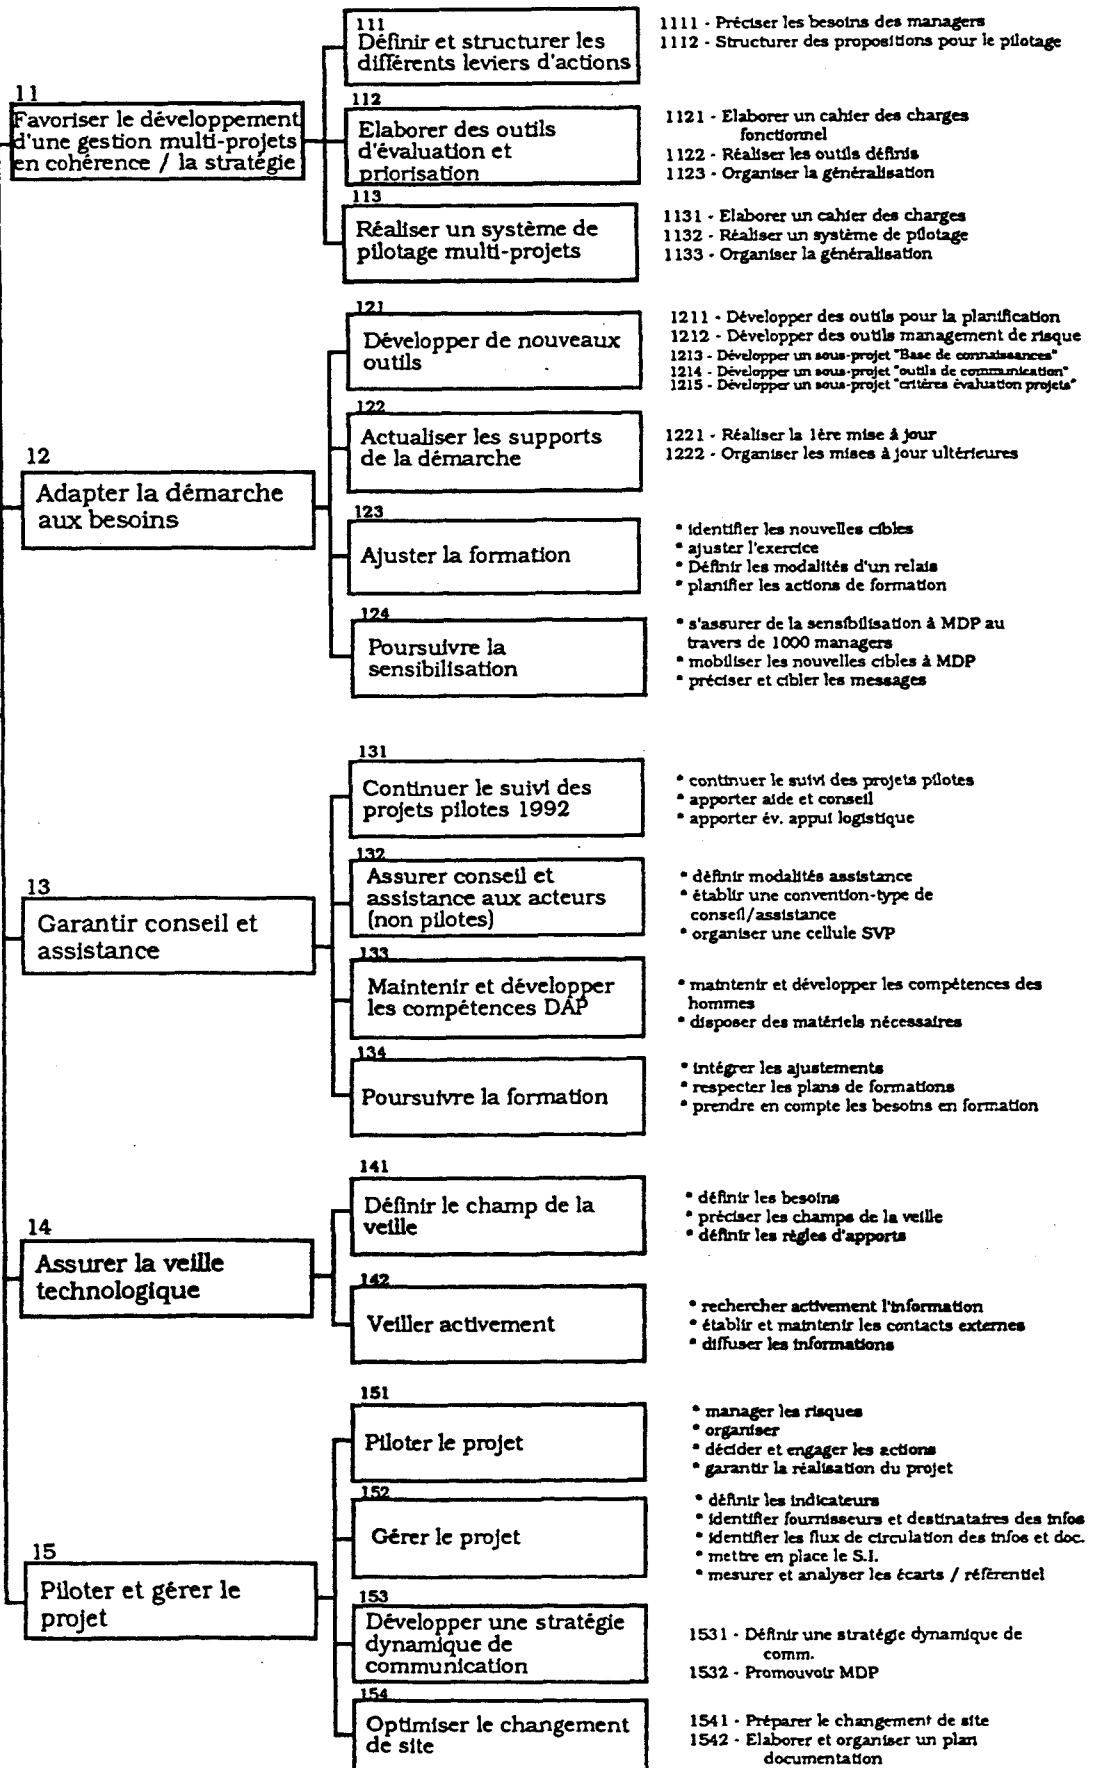 11
Favoriser le développement
d'une gestion multi-projets
en cohérence / la stratégie
111
Définir et structurer les
différents leviers d'actions
1111 - Préciser les besoins des managers
1112 - Structurer des propositions pour le pilotage
112
Elaborer des outils
d'évaluation et
priorisation
1121 - Elaborer un cahier des charges
fonctionnel
1122 - Réaliser les outils définis
1123 - Organiser la généralisation
113
Réaliser un système de
pilotage multi-projets
1131 - Elaborer un cahier des charges
1132 - Réaliser un système de pilotage
1133 - Organiser la généralisation
12
Adapter la démarche
aux besoins
121
Développer de nouveaux
outils
1211 - Développer des outils pour la planification
1212 - Développer des outils management de risque
1213 - Développer un sous-projet "Base de connaissances"
1214 - Développer un sous-projet "outils de communication"
1215 - Développer un sous-projet "critères évaluation projets"
122
Actualiser les supports
de la démarche
1221 - Réaliser la 1ère mise à jour
1222 - Organiser les mises à jour ultérieures
123
Ajuster la formation
* identifier les nouvelles cibles
* ajuster l'exercice
* Définir les modalités d'un relais
* planifier les actions de formation
124
Poursuivre la
sensibilisation
* s'assurer de la sensibilisation à MDP au
travers de 1000 managers
* mobiliser les nouvelles cibles à MDP
* préciser et cibler les messages
13
Garantir conseil et
assistance
131
Continuer le suivi des
projets pilotes 1992
* continuer le suivi des projets pilotes
* apporter aide et conseil
* apporter év. appui logistique
132
Assurer conseil et
assistance aux acteurs
(non pilotes)
* définir modalités assistance
* établir une convention-type de
conseil/assistance
* organiser une cellule SVP
133
Maintenir et développer
les compétences DAP
* maintenir et développer les compétences des
hommes
* disposer des matériels nécessaires
134
Poursuivre la formation
* intégrer les ajustements
* respecter les plans de formations
* prendre en compte les besoins en formation
14
Assurer la veille
technologique
141
Définir le champ de la
veille
* définir les besoins
* préciser les champs de la veille
* définir les règles d'apports
142
Veiller activement
* rechercher activement l'information
* établir et maintenir les contacts externes
* diffuser les informations
15
Piloter et gérer le
projet
151
Piloter le projet
* manager les risques
* organiser
* décider et engager les actions
* garantir la réalisation du projet
152
Gérer le projet
* définir les indicateurs
* identifier fournisseurs et destinataires des infos
* identifier les flux de circulation des infos et doc.
* mettre en place le S.I.
* mesurer et analyser les écarts / référentiel
153
Développer une stratégie
dynamique de
communication
1531 - Définir une stratégie dynamique de
comm.
1532 - Promouvoir MDP
154
Optimiser le changement
de site
1541 - Préparer le changement de site
1542 - Elaborer et organiser un plan
documentation